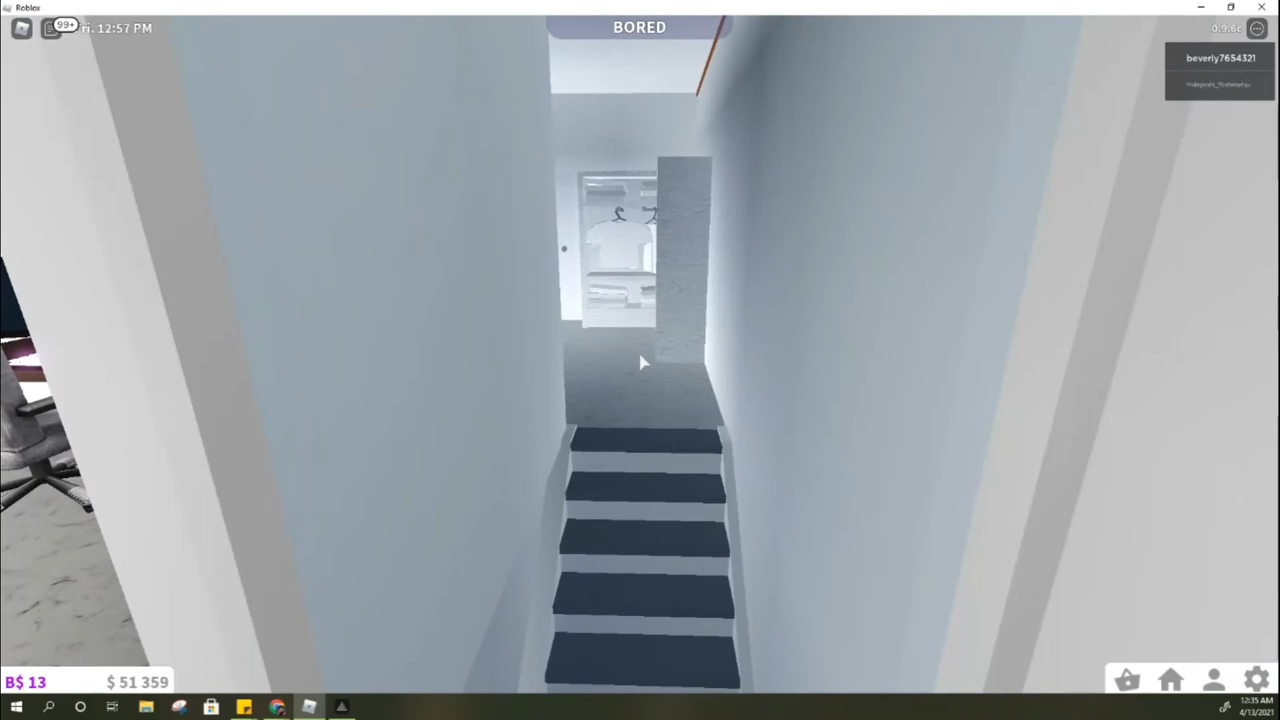 Roblox
99+
ri. 12:57 PM
BORED
0.9.6c
beverly7654321
B$ 13
$ 51 359
12:35 AM
4/13/2021